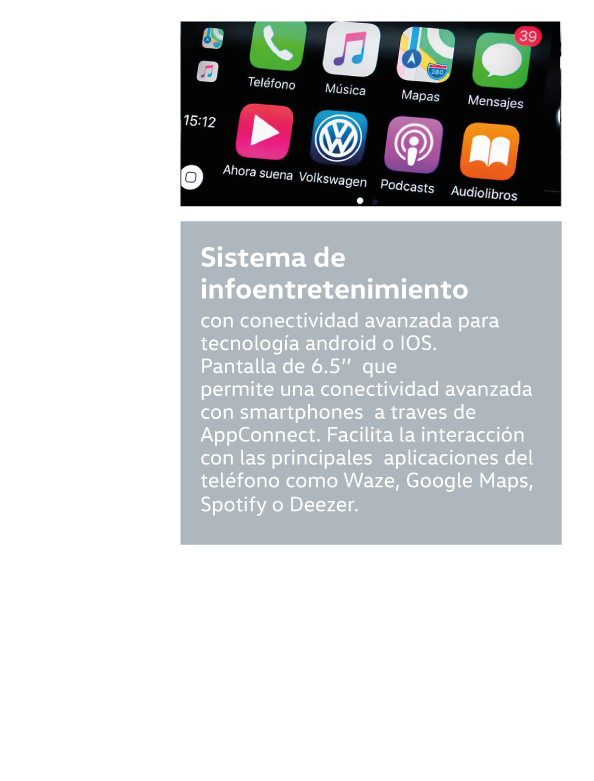 39
280
Teléfono
Música
Mapas
Mensajes
15:12
Ahora suena
Volkswagen
Podcasts
Audiolibros
Sistema de
infoentretenimiento
con conectividad avanzada para
tecnología android o IOS.
Pantalla de 6.5’’  que
permite una conectividad avanzada
con smartphones  a traves de
AppConnect. Facilita la interacción
con las principales  aplicaciones del
teléfono como Waze, Google Maps,
Spotify o Deezer.